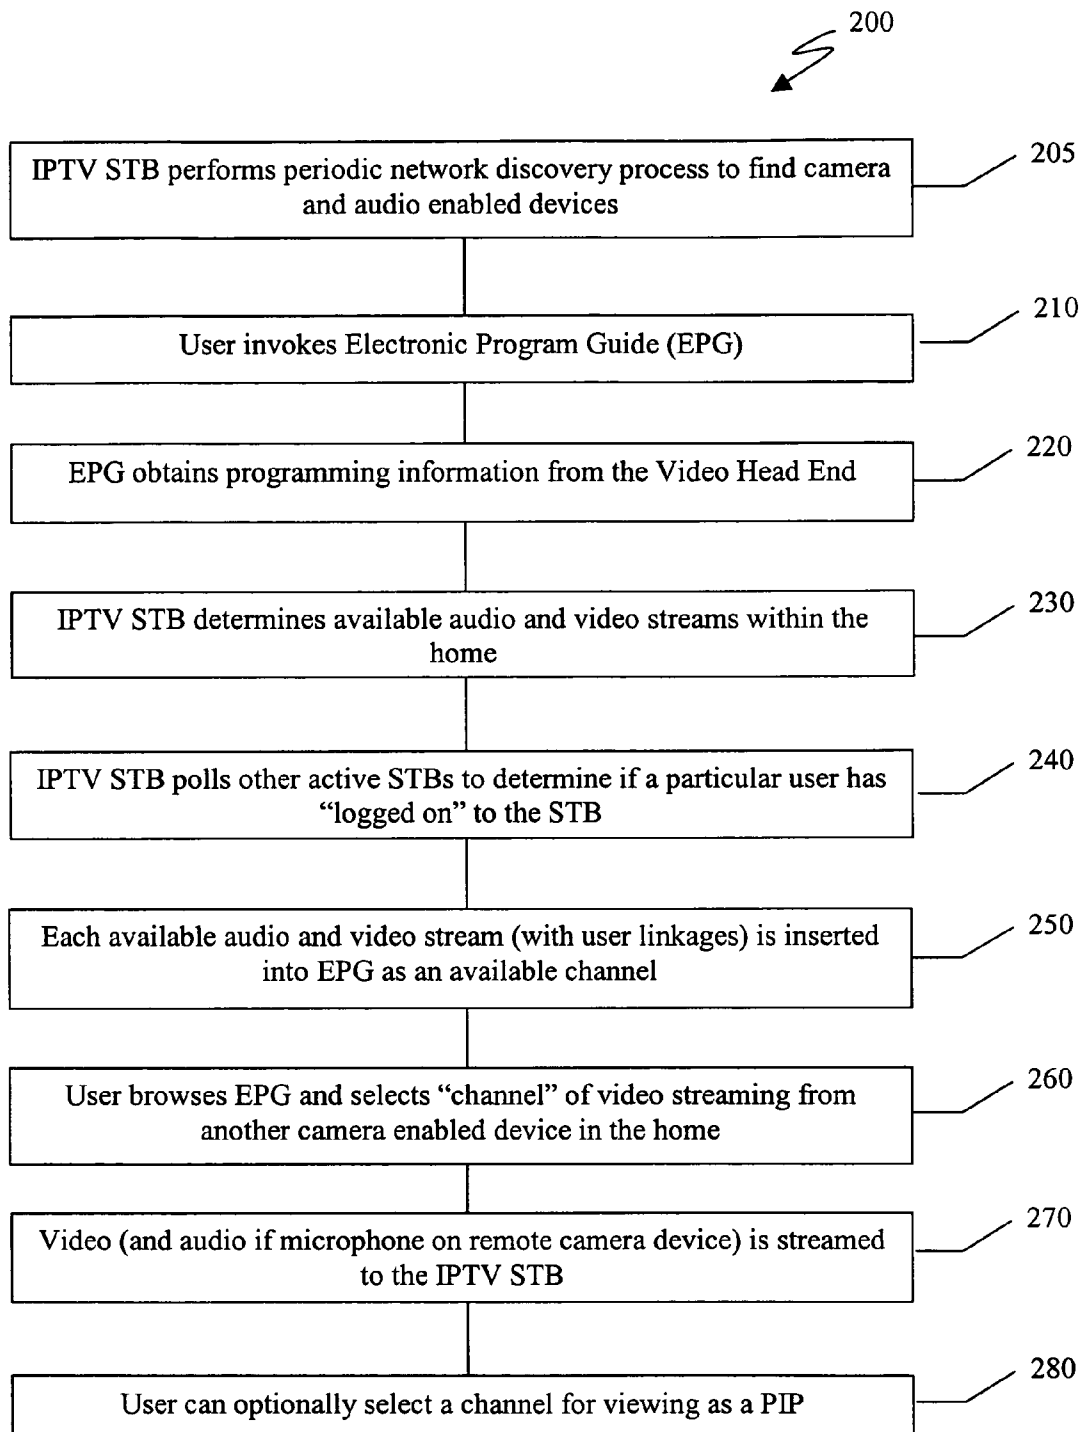 200
IPTV STB performs periodic network discovery process to find camera
and audio enabled devices
205
User invokes Electronic Program Guide (EPG)
210
EPG obtains programming information from the Video Head End
220
IPTV STB determines available audio and video streams within the
home
230
IPTV STB polls other active STBs to determine if a particular user has
“logged on” to the STB
240
Each available audio and video stream (with user linkages) is inserted
into EPG as an available channel
250
User browses EPG and selects “channel” of video streaming from
another camera enabled device in the home
260
Video (and audio if microphone on remote camera device) is streamed
to the IPTV STB
270
User can optionally select a channel for viewing as a PIP
280